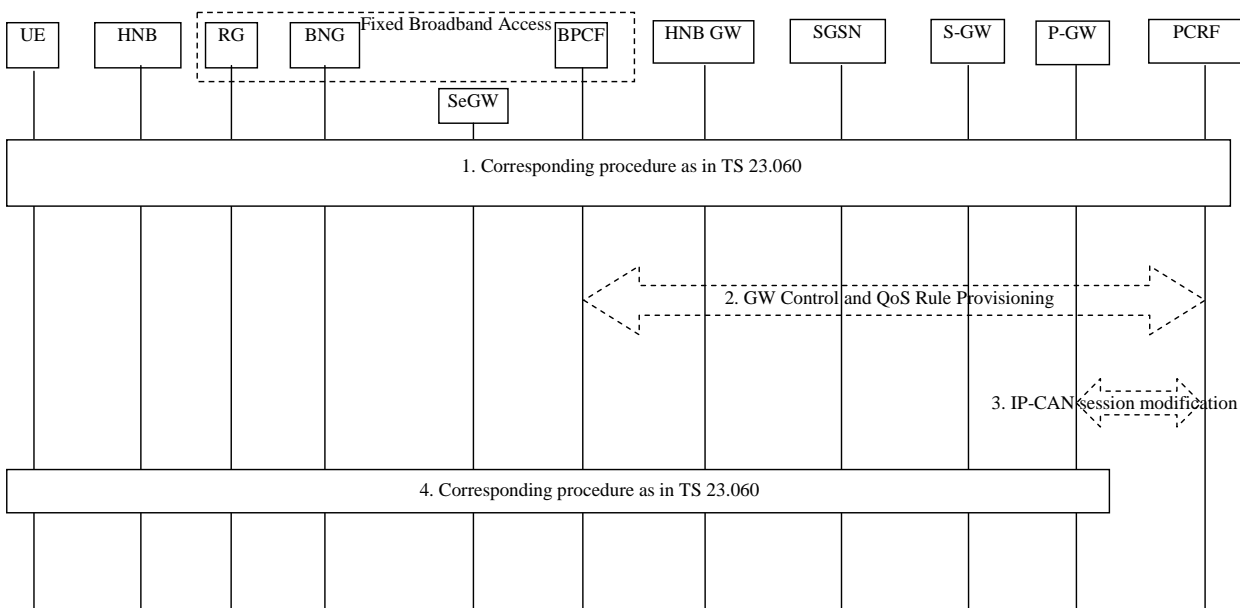 Fixed Broadband Access
UE
HNB
RG
BNG
BPCF
HNB GW
SGSN
S-GW
P-GW
PCRF
SeGW
1. Corresponding procedure as in TS 23.060
2. GW Control and QoS Rule Provisioning
3. IP-CAN session modification
4. Corresponding procedure as in TS 23.060